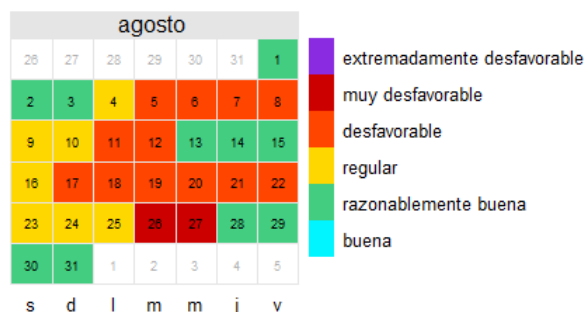 agosto
26 27 28 29 30 31 1
2 3 4 5 6 7 8
9 10 11 12 13 14 15
16 17 18 19 20 21 22
23 24 25 26 27 28 29
30 31 1 2 3 4 5
s d l m m j v
extremadamente desfavorable
muy desfavorable
desfavorable
regular
razonablemente buena
buena